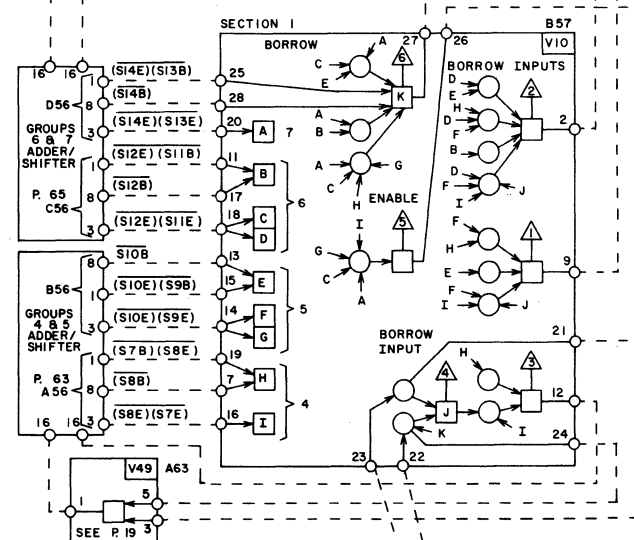 SECTION 1
B57
V10
27
26
BORROW
BORROW INPUTS
16
16
1
(S14E)(S13B)
25
D56
8
(S14B)
28
3
(S14E)(S13E)
20
A
7
GROUPS
6 & 7
ADDER/
SHIFTER
1
(S12E)(S11B)
11
B
P. 65
C56
8
(S12B)
17
6
3
(S12E)(S11E)
18
C
D
A
C
E
6
K
A
B
A
G
C
H
I
ENABLE
5
G
C
A
D
E
H
D
F
B
D
F
I
J
2
2
F
H
E
F
I
J
1
9
8
S10B
13
B56
1
(S10E)(S9B)
15
E
5
GROUPS
4 & 5
ADDER/
SHIFTER
3
(S10E)(S9E)
14
F
G
1
(S7B)(S8E)
19
H
P. 63
A56
8
(S8B)
7
4
3
(S8E)(S7E)
16
I
16
16
BORROW
INPUT
21
4
J
K
H
I
3
12
24
23
22
V49
A63
1
5
3
SEE P. 19